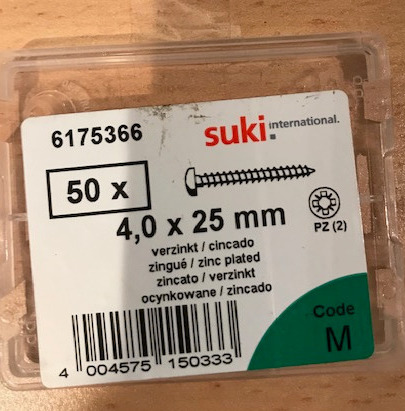 6175366
suki.
international.
50 x
4,0 x 25 mm
PZ (2)
verzinkt / cincado
zingué / zinc plated
zincato / verzinkt
ocynkowane / zincado
Code
M
4 004575 150333